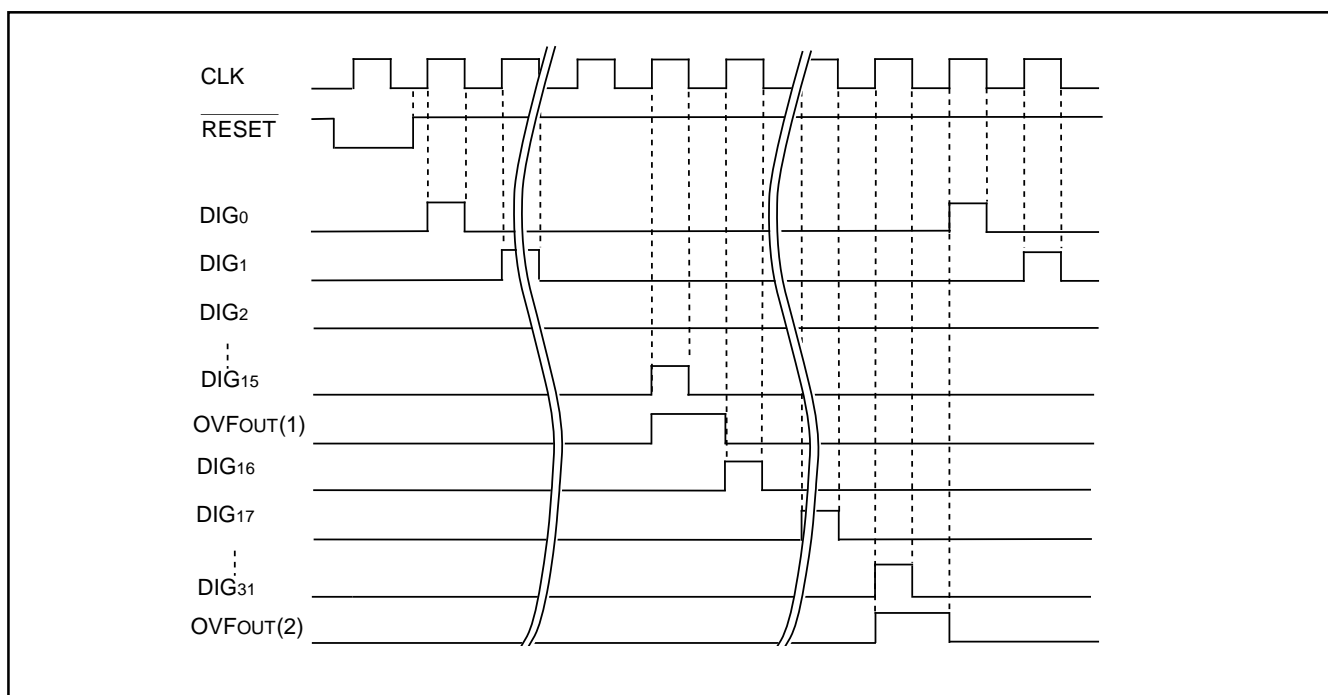 CLK
RESET
DIG0
DIG1
DIG2
DIG15
OVFOUT(1)
DIG16
DIG17
DIG31
OVFOUT(2)